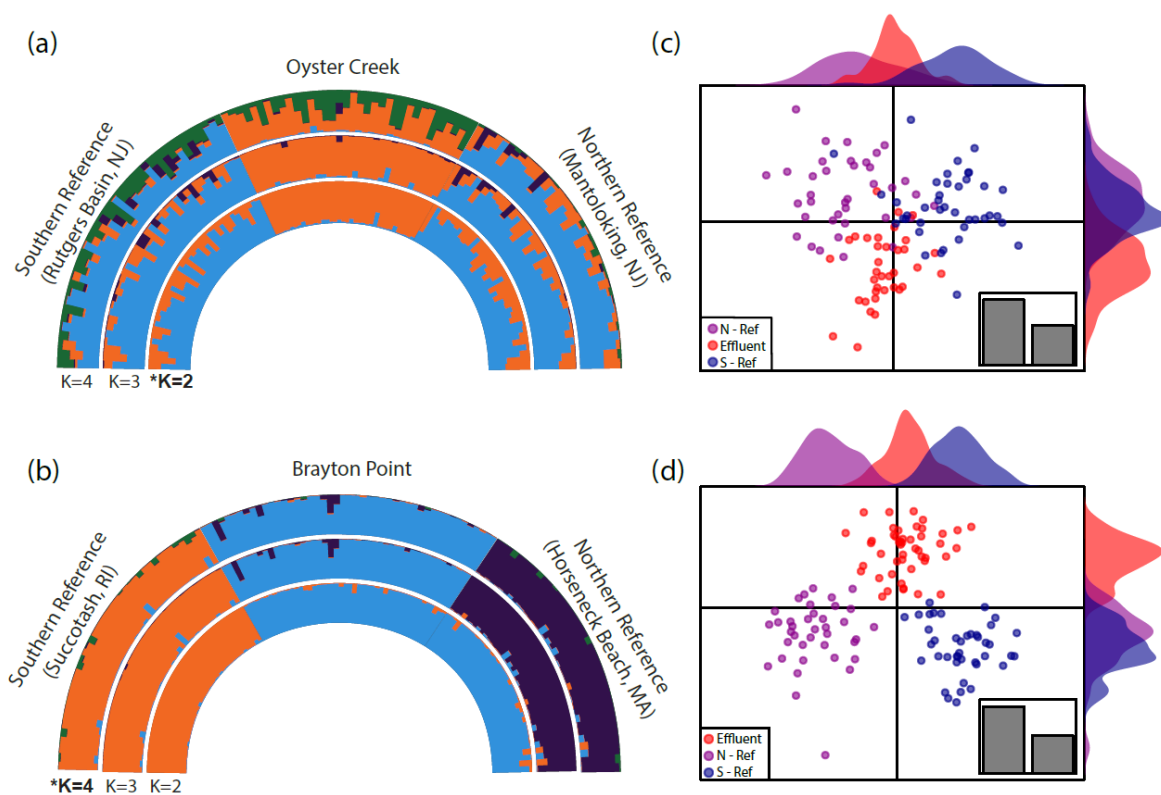 (a)
Oyster Creek
Southern Reference
(Rutgers Basin, NJ)
Northern Reference
(Mantoloking, NJ)
K=4
K=3
*K=2
(c)
N - Ref
Effluent
S - Ref
(b)
Brayton Point
Southern Reference
(Succotash, RI)
Northern Reference
(Horseneck Beach, MA)
*K=4
K=3
K=2
(d)
Effluent
N - Ref
S - Ref